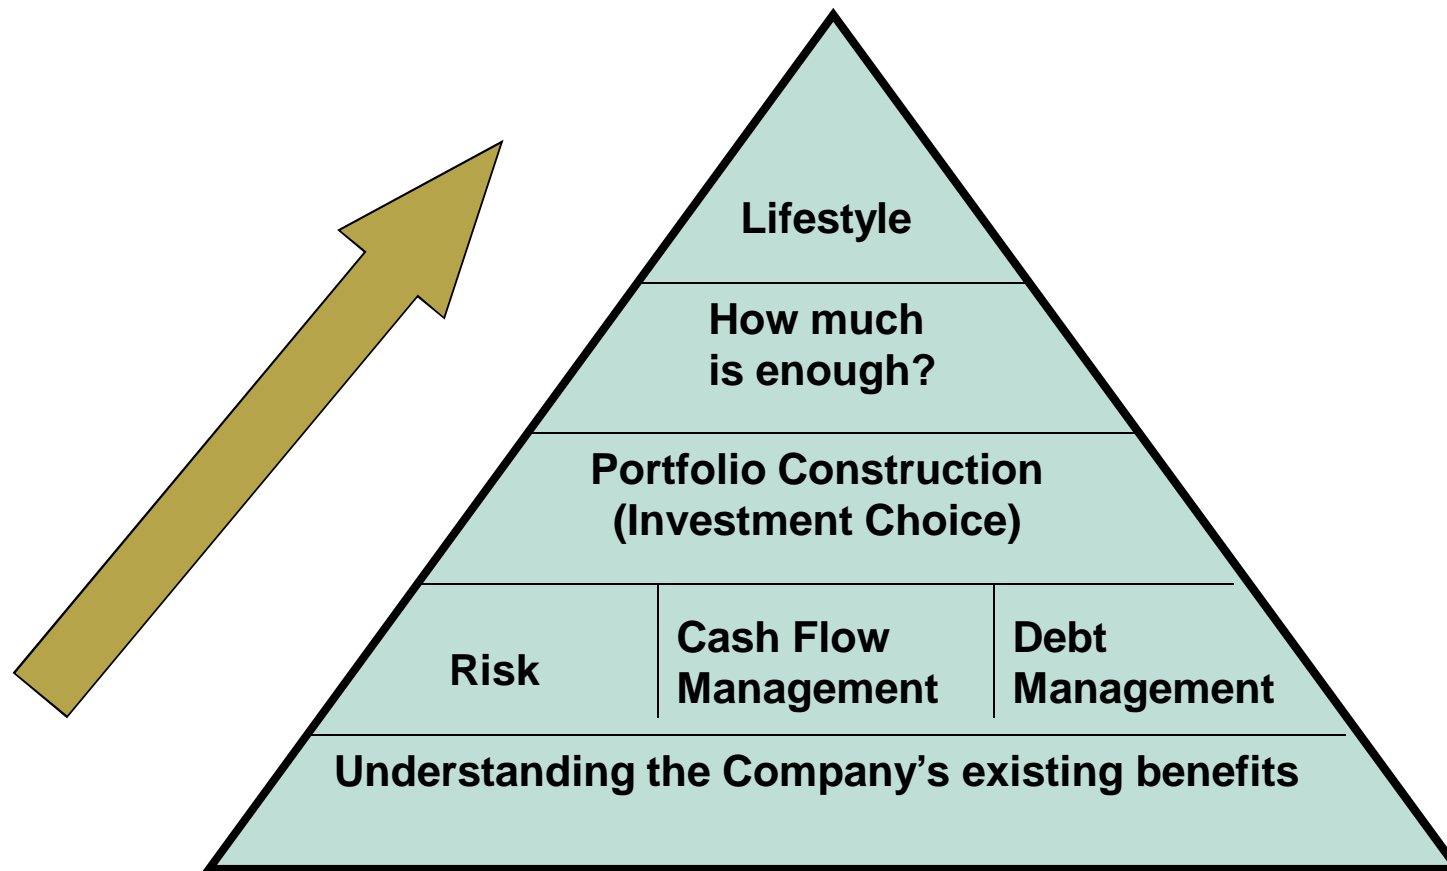 Lifestyle
How much
is enough?
Portfolio Construction
(Investment Choice)
Risk
Cash Flow
Management
Debt
Management
Understanding the Company’s existing benefits